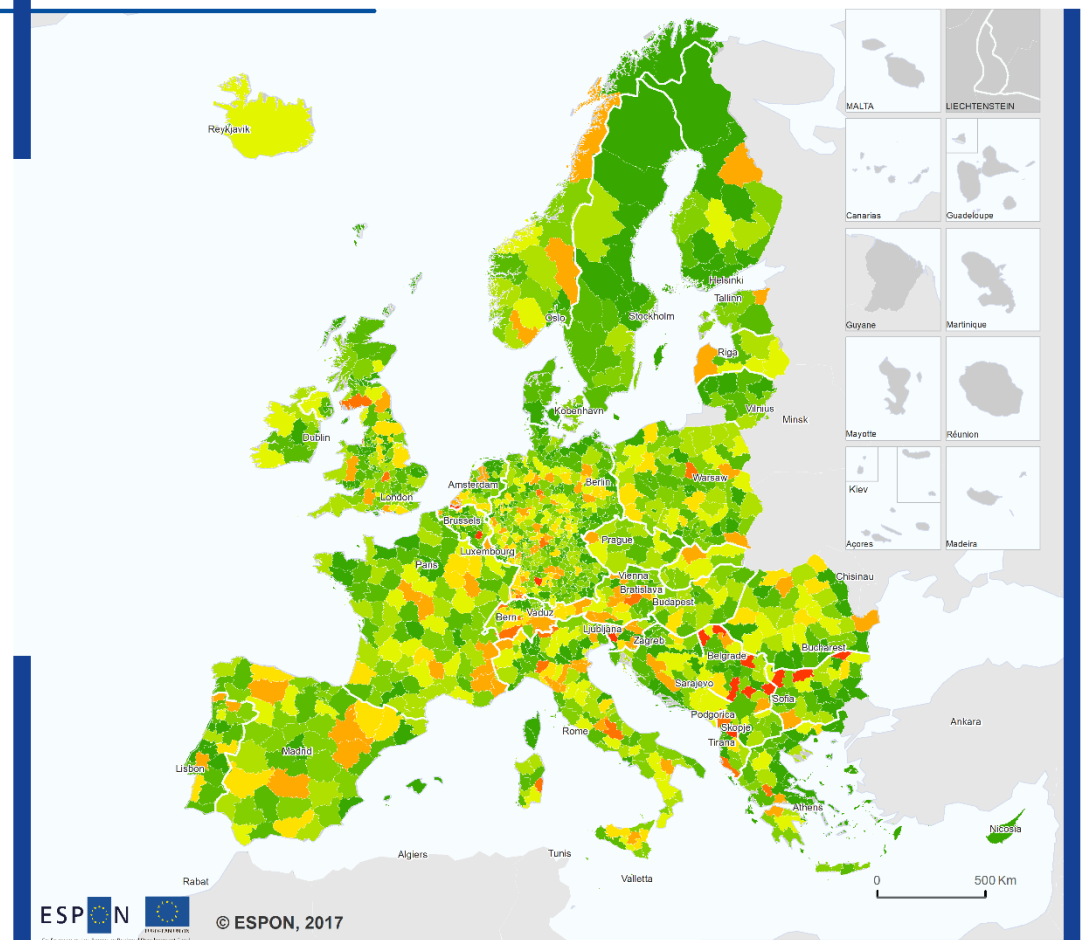 MALTA
LIECHTENSTEIN
Reykjavik
Canarias
Guadeloupe
Helsinki
Tallinn
Oslo
Stockholm
Guyane
Martinique
Riga
København
Vilnius
Minsk
Mayotte
Réunion
Dublin
Amsterdam
Berlin
Warsaw
London
Kiev
Brussels
Prague
Luxembourg
Açores
Madeira
Paris
Vienna
Chisinau
Bratislava
Budapest
Bern
Vaduz
Ljubljana
Zagreb
Bucharest
Belgrade
Sarajevo
Sofia
Podgorica
Skopje
Ankara
Rome
Tirana
Madrid
Lisbon
Athens
Nicosia
Algiers
Tunis
Rabat
Valletta
0 500 Km
ESPON
© ESPON, 2017